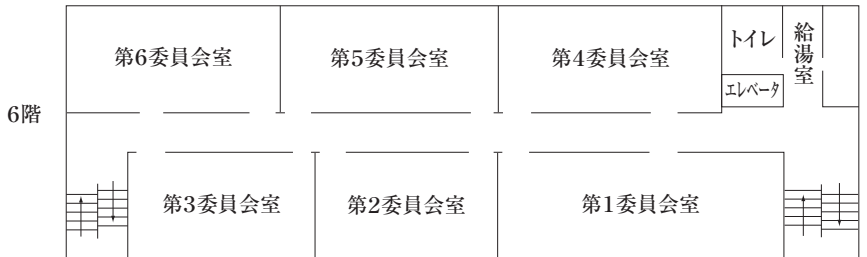 第6委員会室
第5委員会室
第4委員会室
トイレ
給湯室
エレベータ
6階
第3委員会室
第2委員会室
第1委員会室